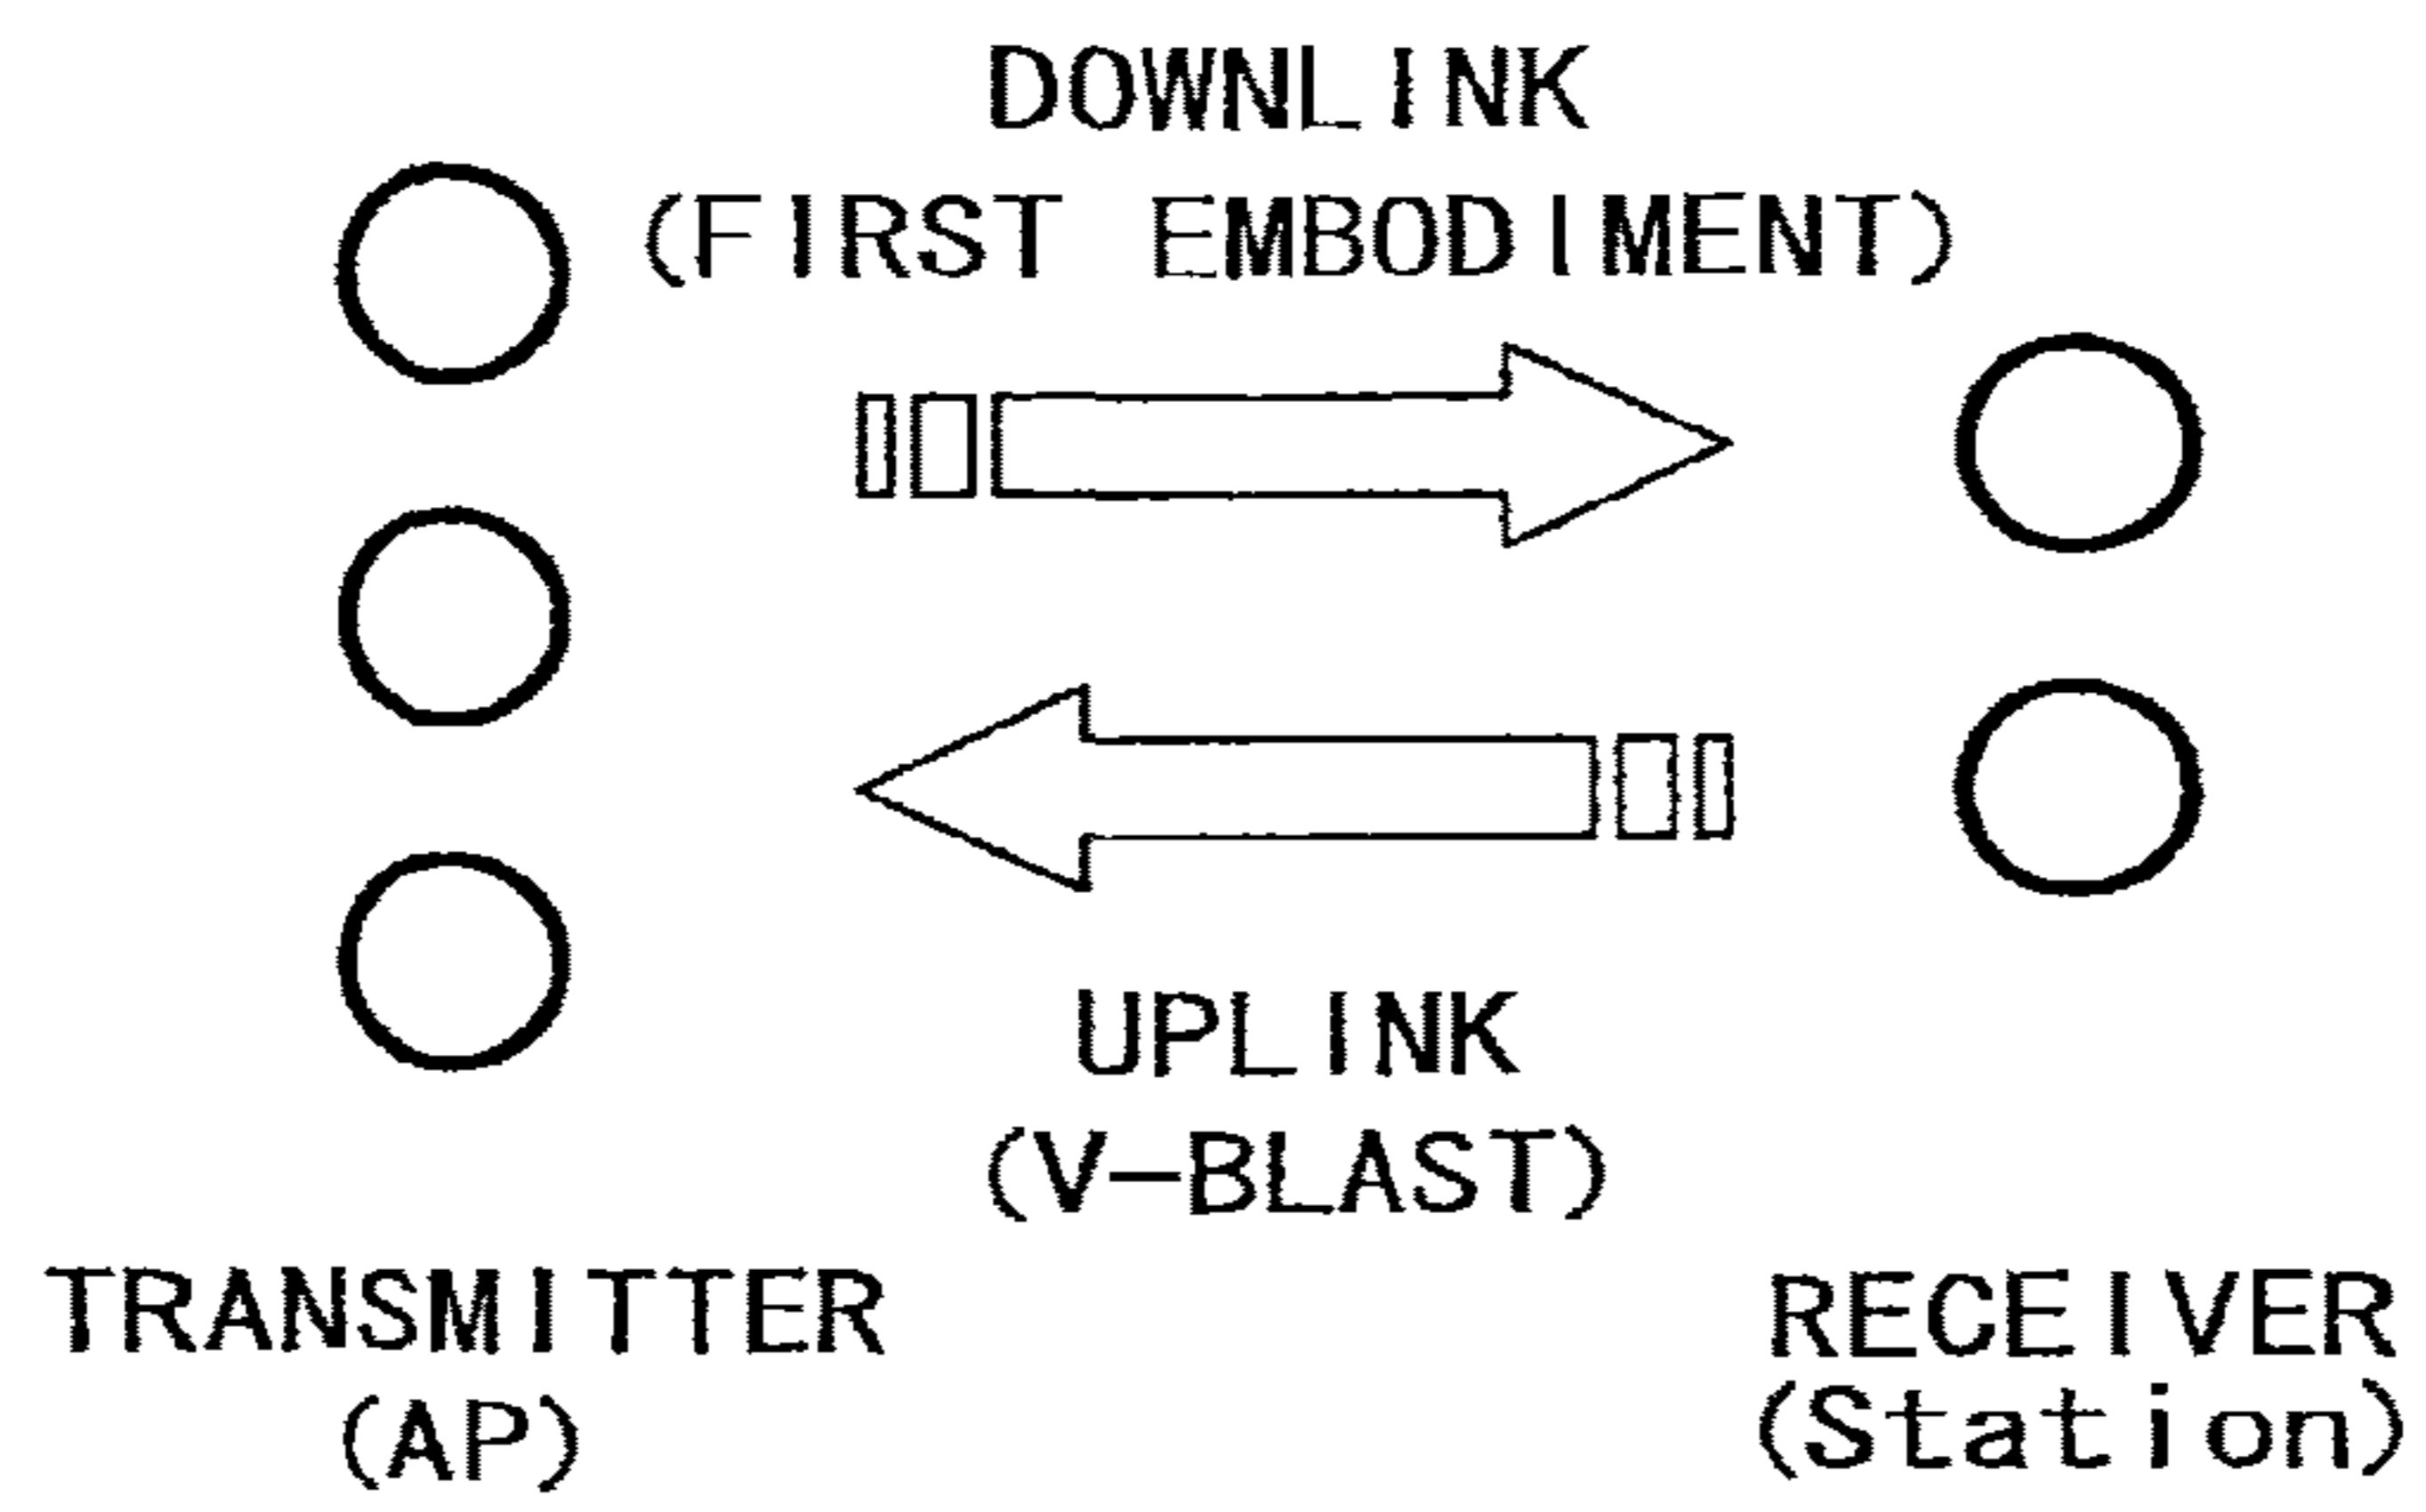 DOWNLINK
(FIRST EMBODIMENT)
UPLINK
(V-BLAST)
TRANSMITTER
(AP)
RECEIVER
(Station)